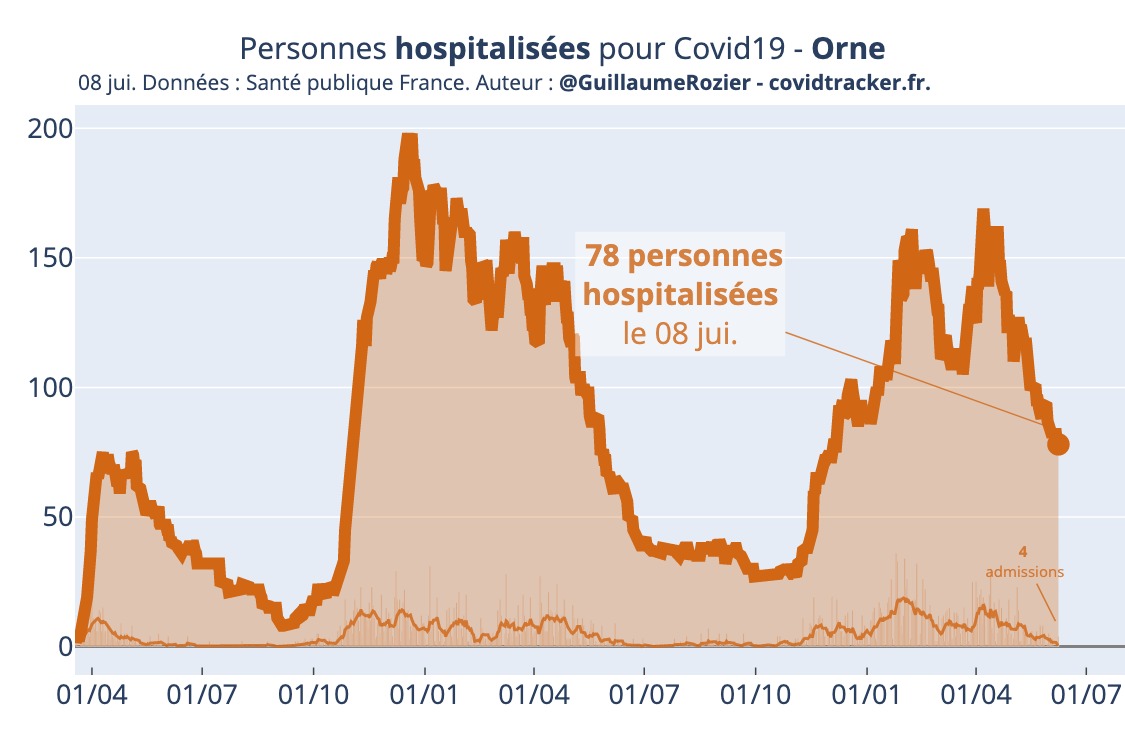 Personnes hospitalisées pour Covid19 - Orne
08 jui. Données : Santé publique France. Auteur : @GuillaumeRozier - covidtracker.fr.
200
150
100
50
0
78 personnes
hospitalisées
le 08 jui.
4
admissions
01/04 01/07 01/10 01/01 01/04 01/07 01/10 01/01 01/04 01/07